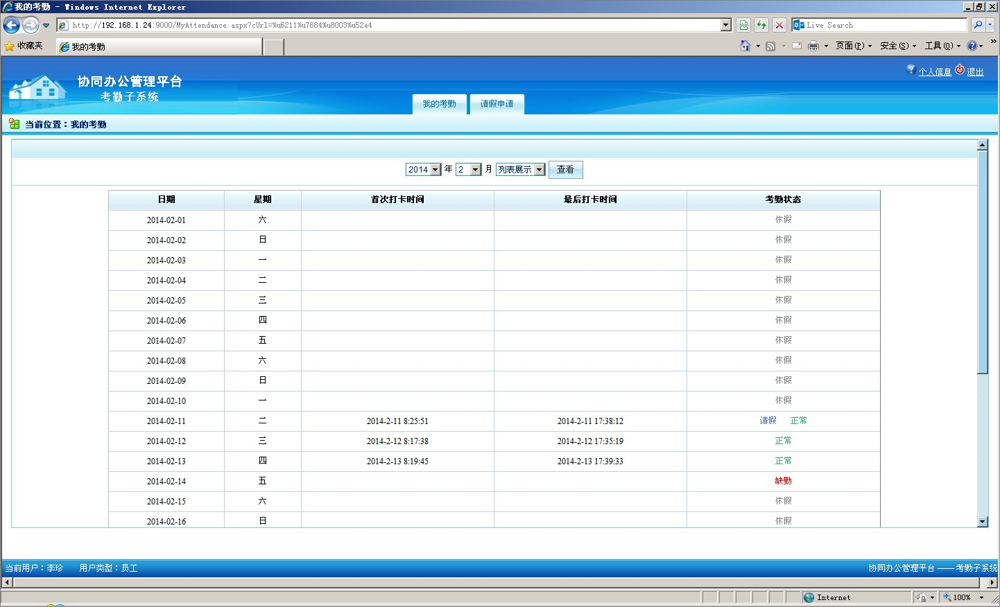 我的考勤 - Windows Internet Explorer
http://192.168.1.24:9000/MyAttendance.aspx?cUrl=%u6211%u7684%u8003%u52e4
Live Search
收藏夹 我的考勤
页面(P) 安全(S) 工具(O) »
协同办公管理平台
考勤子系统
个人信息 退出
我的考勤 请假申请
当前位置：我的考勤
2014 年 2 月 列表展示 查看
日期 星期 首次打卡时间 最后打卡时间 考勤状态
2014-02-01 六 休假
2014-02-02 日 休假
2014-02-03 一 休假
2014-02-04 二 休假
2014-02-05 三 休假
2014-02-06 四 休假
2014-02-07 五 休假
2014-02-08 六 休假
2014-02-09 日 休假
2014-02-10 一 休假
2014-02-11 二 2014-2-11 8:25:51 2014-2-11 17:38:12 请假 正常
2014-02-12 三 2014-2-12 8:17:38 2014-2-12 17:35:19 正常
2014-02-13 四 2014-2-13 8:19:45 2014-2-13 17:39:33 正常
2014-02-14 五 缺勤
2014-02-15 六 休假
2014-02-16 日 休假
当前用户：李珍 用户类型：员工 协同办公管理平台 —— 考勤子系统
Internet 100%